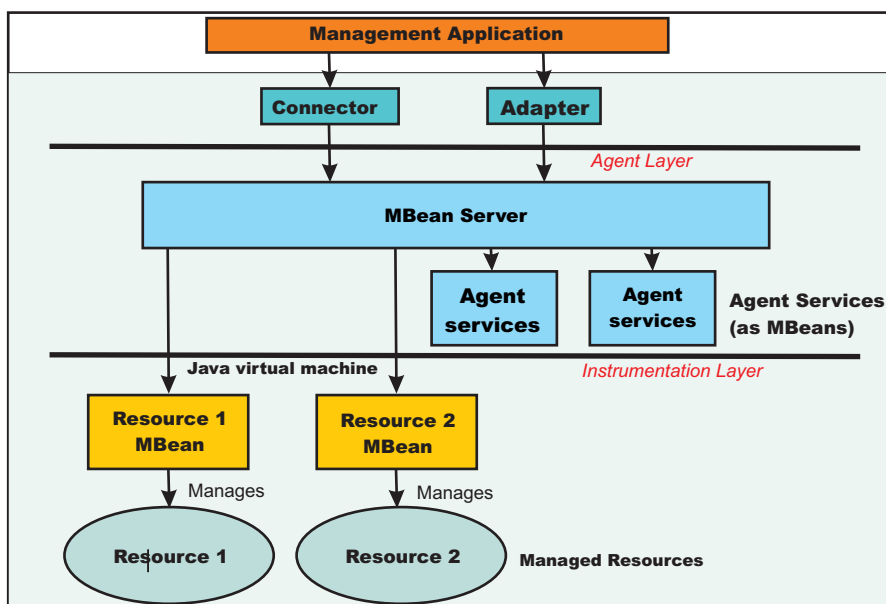 Management Application
Connector
Adapter
Agent Layer
MBean Server
Agent
services
Agent
services
Agent Services
(as MBeans)
Java virtual machine
Instrumentation Layer
Resource 1
MBean
Resource 2
MBean
Manages
Manages
Resource 1
Resource 2
Managed Resources